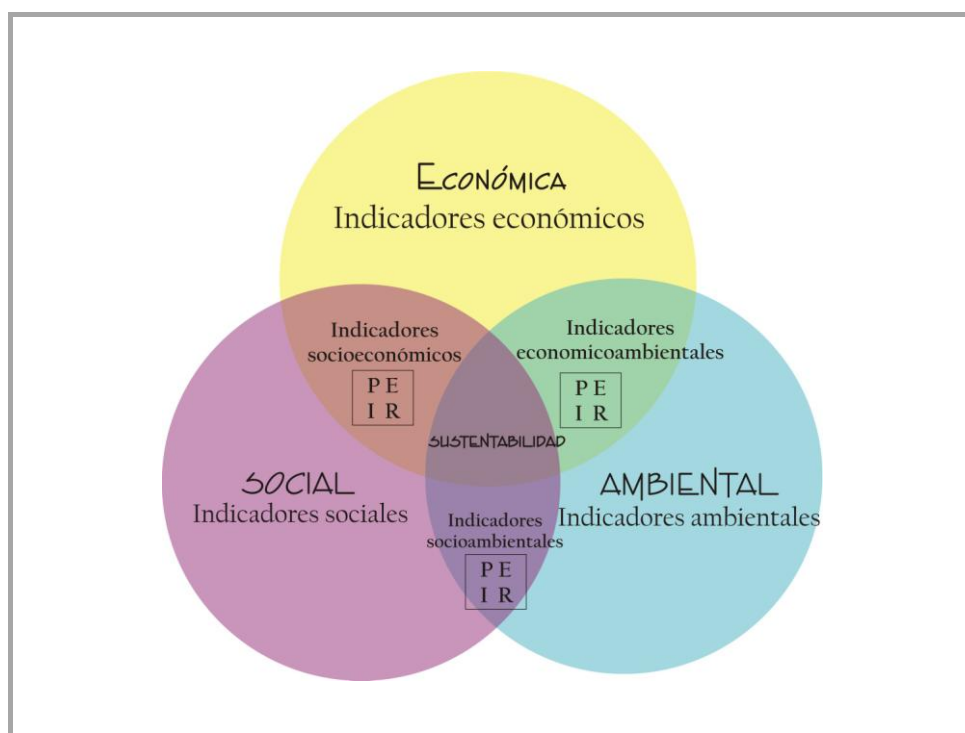 ECONÓMICA
Indicadores económicos
Indicadores
socioeconómicos
P E
I R
Indicadores
economicoambientales
P E
I R
SUSTENTABILIDAD
SOCIAL
Indicadores sociales
AMBIENTAL
Indicadores ambientales
Indicadores
socioambientales
P E
I R